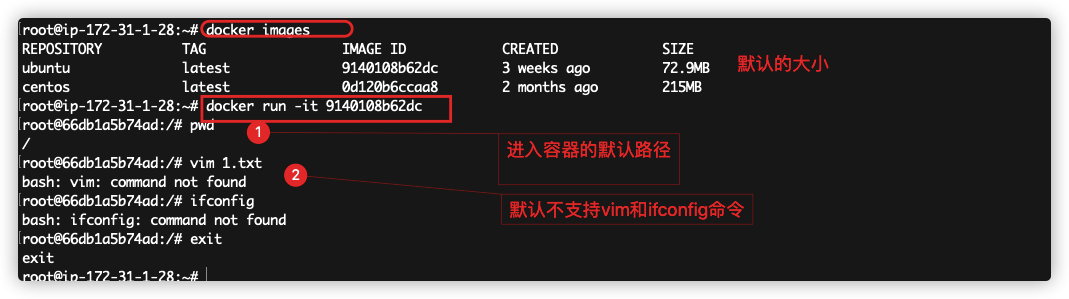 root@ip-172-31-1-28:~# docker images
REPOSITORY TAG IMAGE ID CREATED SIZE
ubuntu latest 9140108b62dc 3 weeks ago 72.9MB 默认的大小
centos latest 0d120b6ccaa8 2 months ago 215MB
root@ip-172-31-1-28:~# docker run -it 9140108b62dc
root@66db1a5b74ad:/# pwd
1
/
进入容器的默认路径
root@66db1a5b74ad:/# vim 1.txt
bash: vim: command not found
2
root@66db1a5b74ad:/# ifconfig
默认不支持vim和ifconfig命令
bash: ifconfig: command not found
root@66db1a5b74ad:/# exit
exit
root@ip-172-31-1-28:~#